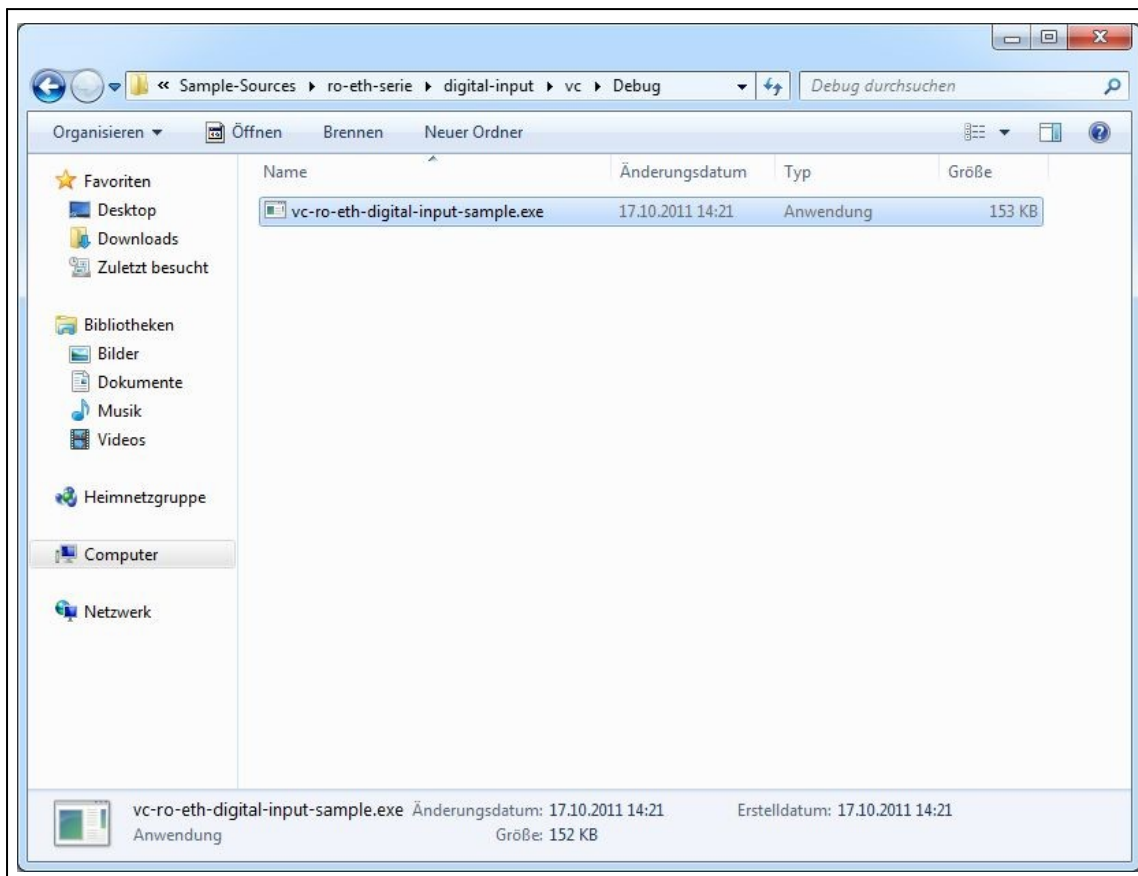 « Sample-Sources ▸ ro-eth-serie ▸ digital-input ▸ vc ▸ Debug
Debug durchsuchen
Organisieren Öffnen Brennen Neuer Ordner
Favoriten
Desktop
Downloads
Zuletzt besucht
Bibliotheken
Bilder
Dokumente
Musik
Videos
Heimnetzgruppe
Computer
Netzwerk
Name Änderungsdatum Typ Größe
vc-ro-eth-digital-input-sample.exe 17.10.2011 14:21 Anwendung 153 KB
vc-ro-eth-digital-input-sample.exe Änderungsdatum: 17.10.2011 14:21 Erstelldatum: 17.10.2011 14:21
Anwendung Größe: 152 KB